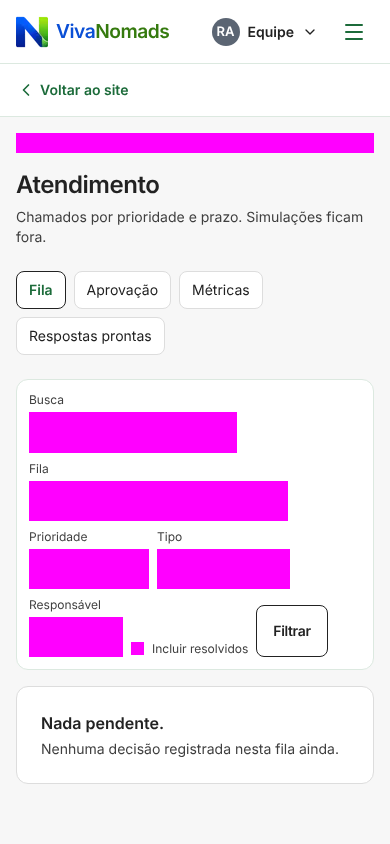 VivaNomads
RA Equipe
Voltar ao site
Atendimento
Chamados por prioridade e prazo. Simulações ficam
fora.
Fila Aprovação Métricas
Respostas prontas
Busca
Fila
Prioridade Tipo
Responsável
Incluir resolvidos Filtrar
Nada pendente.
Nenhuma decisão registrada nesta fila ainda.